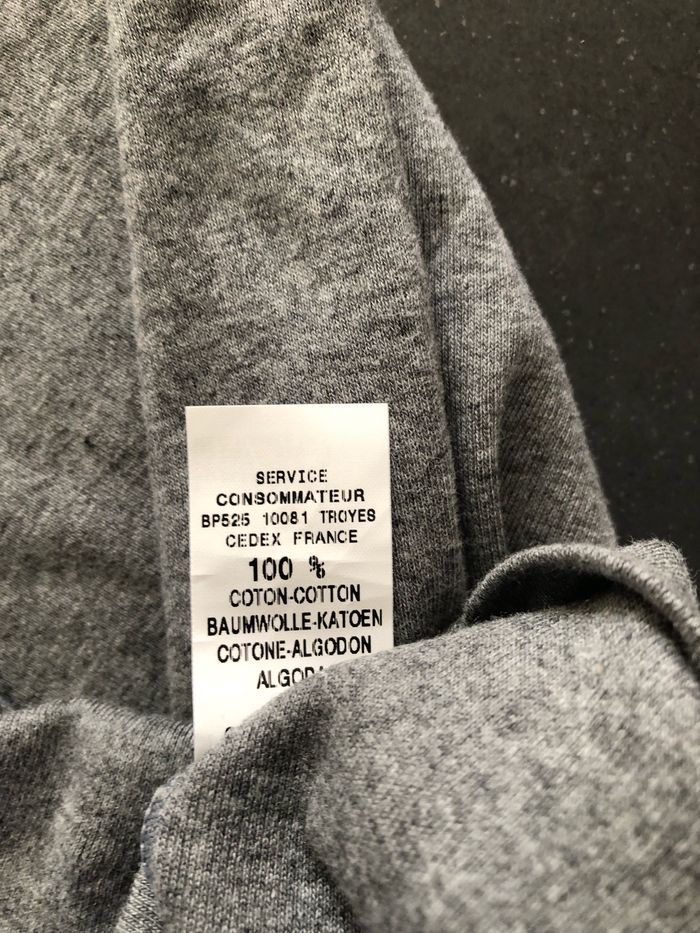 SERVICE
CONSOMMATEUR
BP525 10081 TROYES
CEDEX FRANCE
100 %
COTON-COTTON
BAUMWOLLE-KATOEN
COTONE-ALGODON